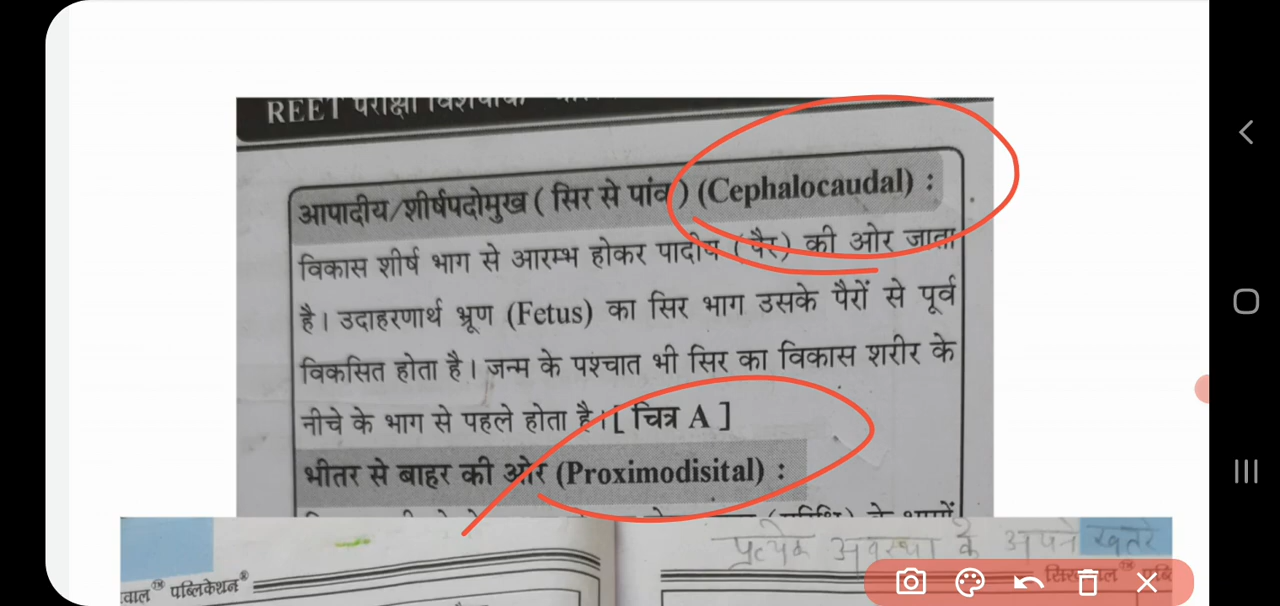 REET परीक्षा विशेषांक
आपादीय/शीर्षपदोमुख ( सिर से पांव ) (Cephalocaudal) :
विकास शीर्ष भाग से आरम्भ होकर पादीय (पैर) की ओर जाता
है। उदाहरणार्थ भ्रूण (Fetus) का सिर भाग उसके पैरों से पूर्व
विकसित होता है। जन्म के पश्चात भी सिर का विकास शरीर के
नीचे के भाग से पहले होता है। [ चित्र A ]
भीतर से बाहर की ओर (Proximodisital) :
प्रत्येक अवस्था के अपने खतरे
वाल TM पब्लिकेशन ®